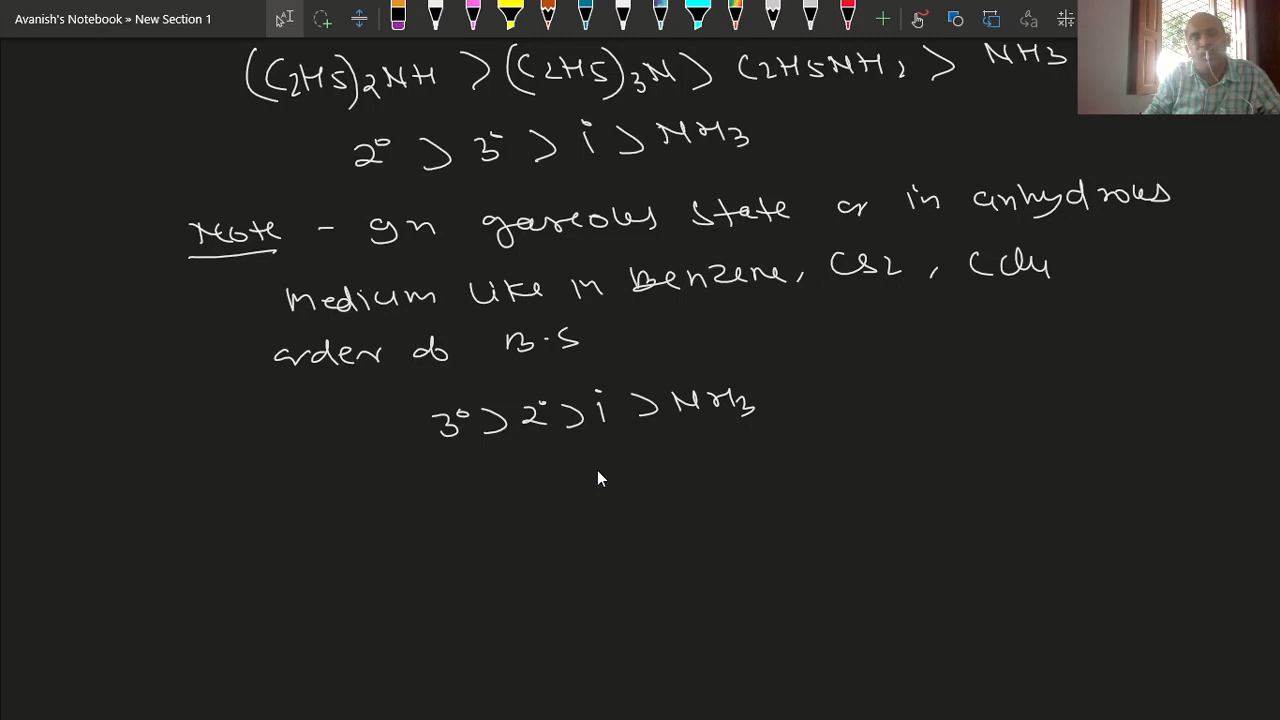 Avanish's Notebook » New Section 1
(C2H5)2NH > (C2H5)3N > C2H5NH2 > NH3
2° > 3° > 1° > NH3
Note - In gaseous state or in anhydrous
medium like in Benzene, CS2, CCl4
order of B.S
3° > 2° > 1° > NH3